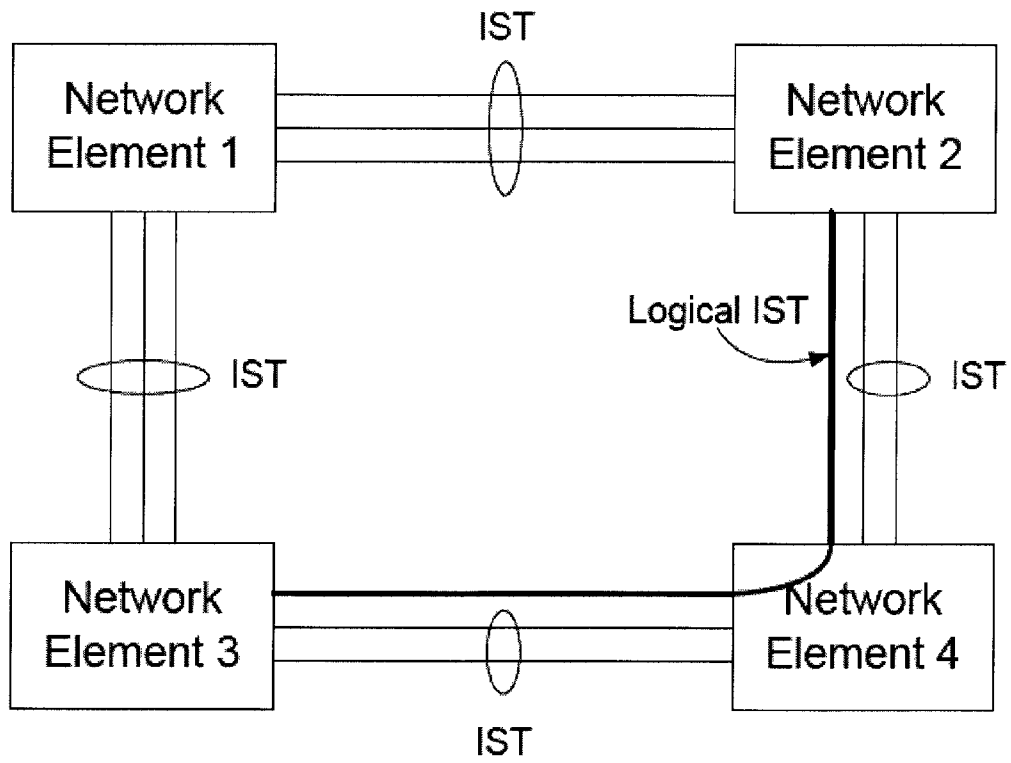 IST
Network
Element 1
Network
Element 2
Logical IST
IST
IST
Network
Element 3
Network
Element 4
IST